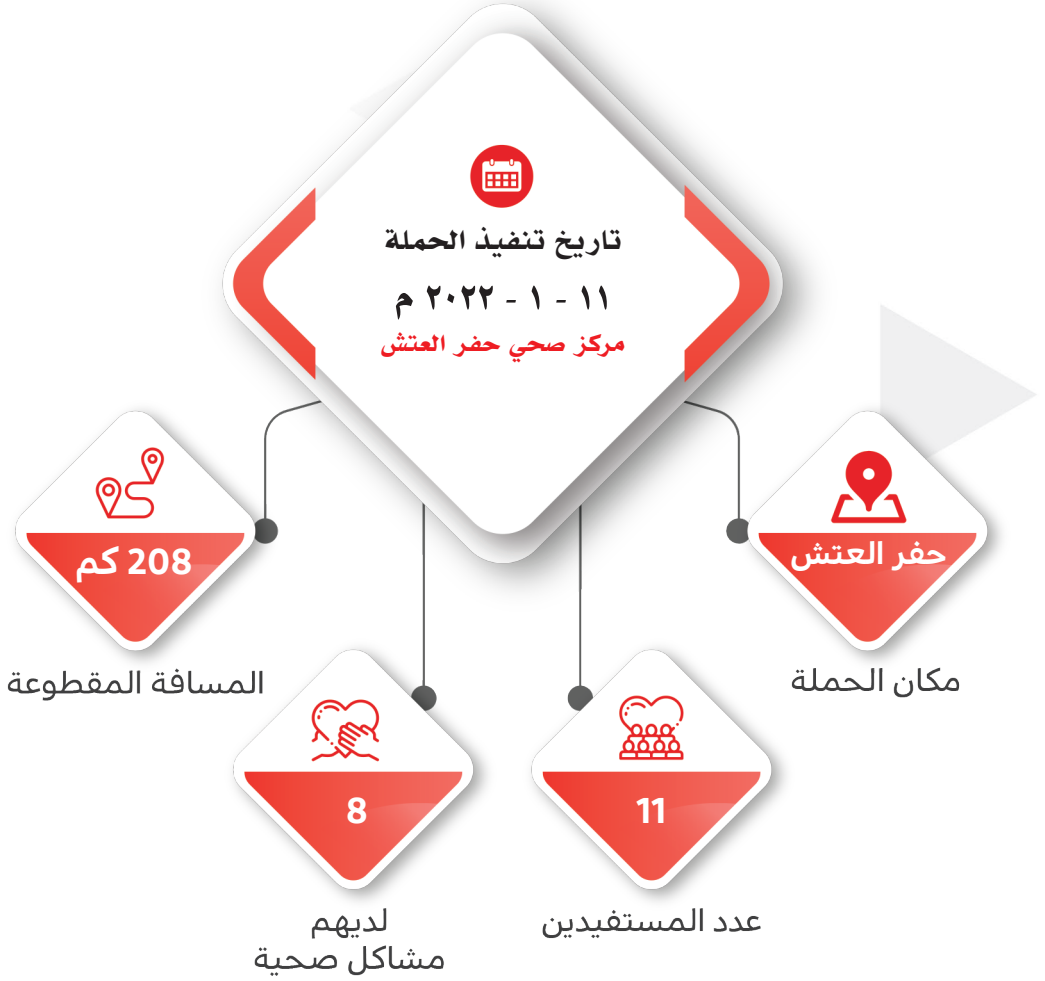 تاريخ تنفيذ الحملة
١١ - ١ - ٢٠٢٢ م
مركز صحي حفر العتش
حفر العتش
مكان الحملة
11
عدد المستفيدين
8
لديهم
مشاكل صحية
208 كم
المسافة المقطوعة